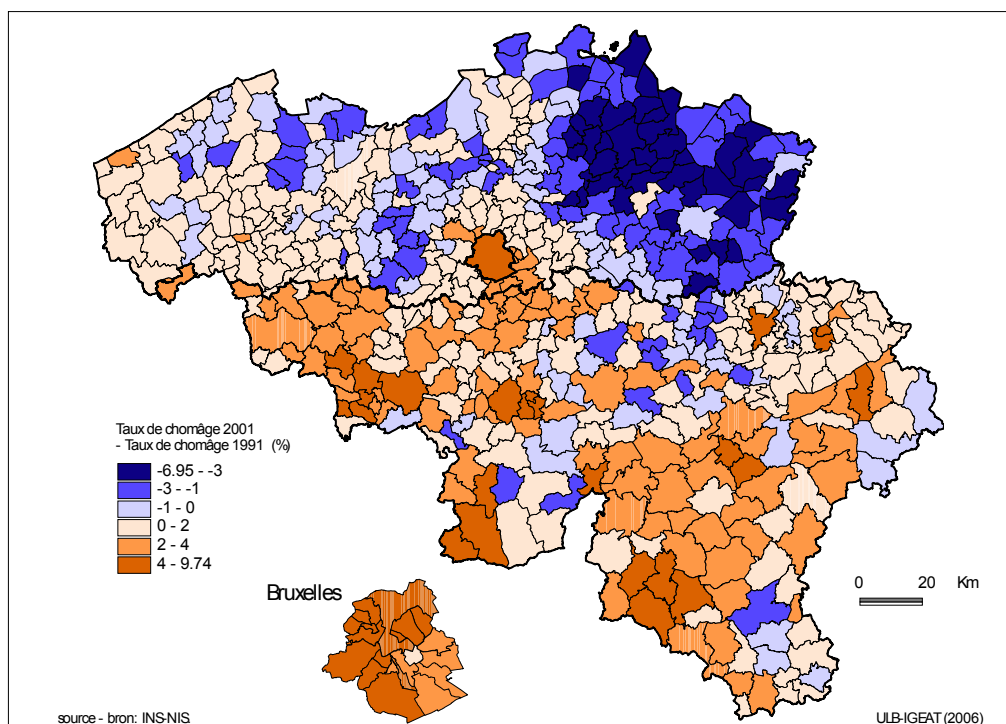 Taux de chomâge 2001
- Taux de chomâge 1991 (%)
-6.95 - -3
-3 - -1
-1 - 0
0 - 2
2 - 4
4 - 9.74
Bruxelles
0 20 Km
source - bron: INS-NIS.
ULB-IGEAT (2006)